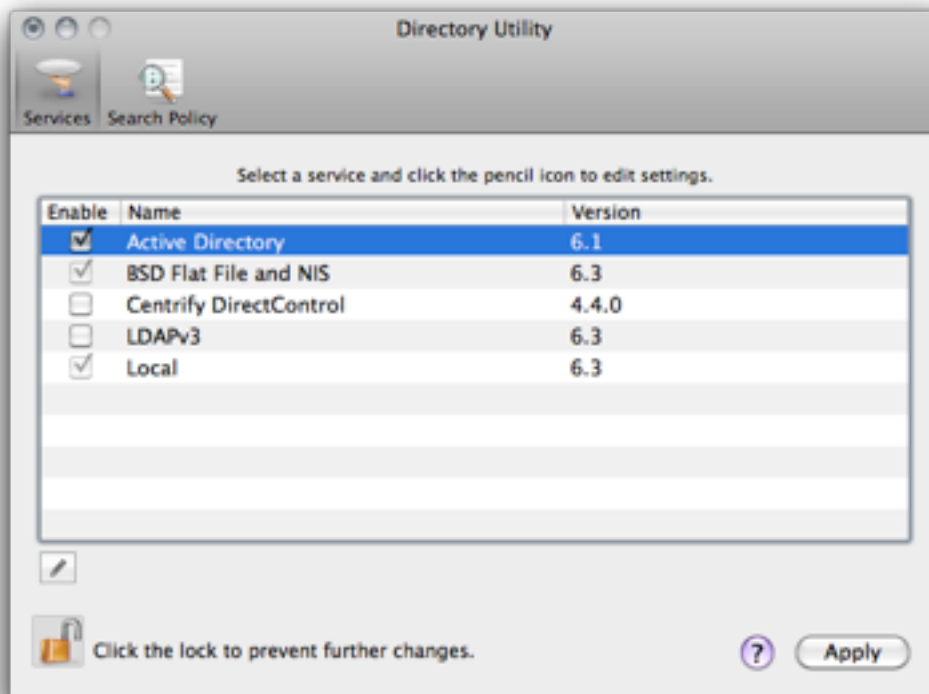 Directory Utility
Services Search Policy
Select a service and click the pencil icon to edit settings.
Enable Name Version
Active Directory 6.1
BSD Flat File and NIS 6.3
Centrify DirectControl 4.4.0
LDAPv3 6.3
Local 6.3
Click the lock to prevent further changes. ? Apply